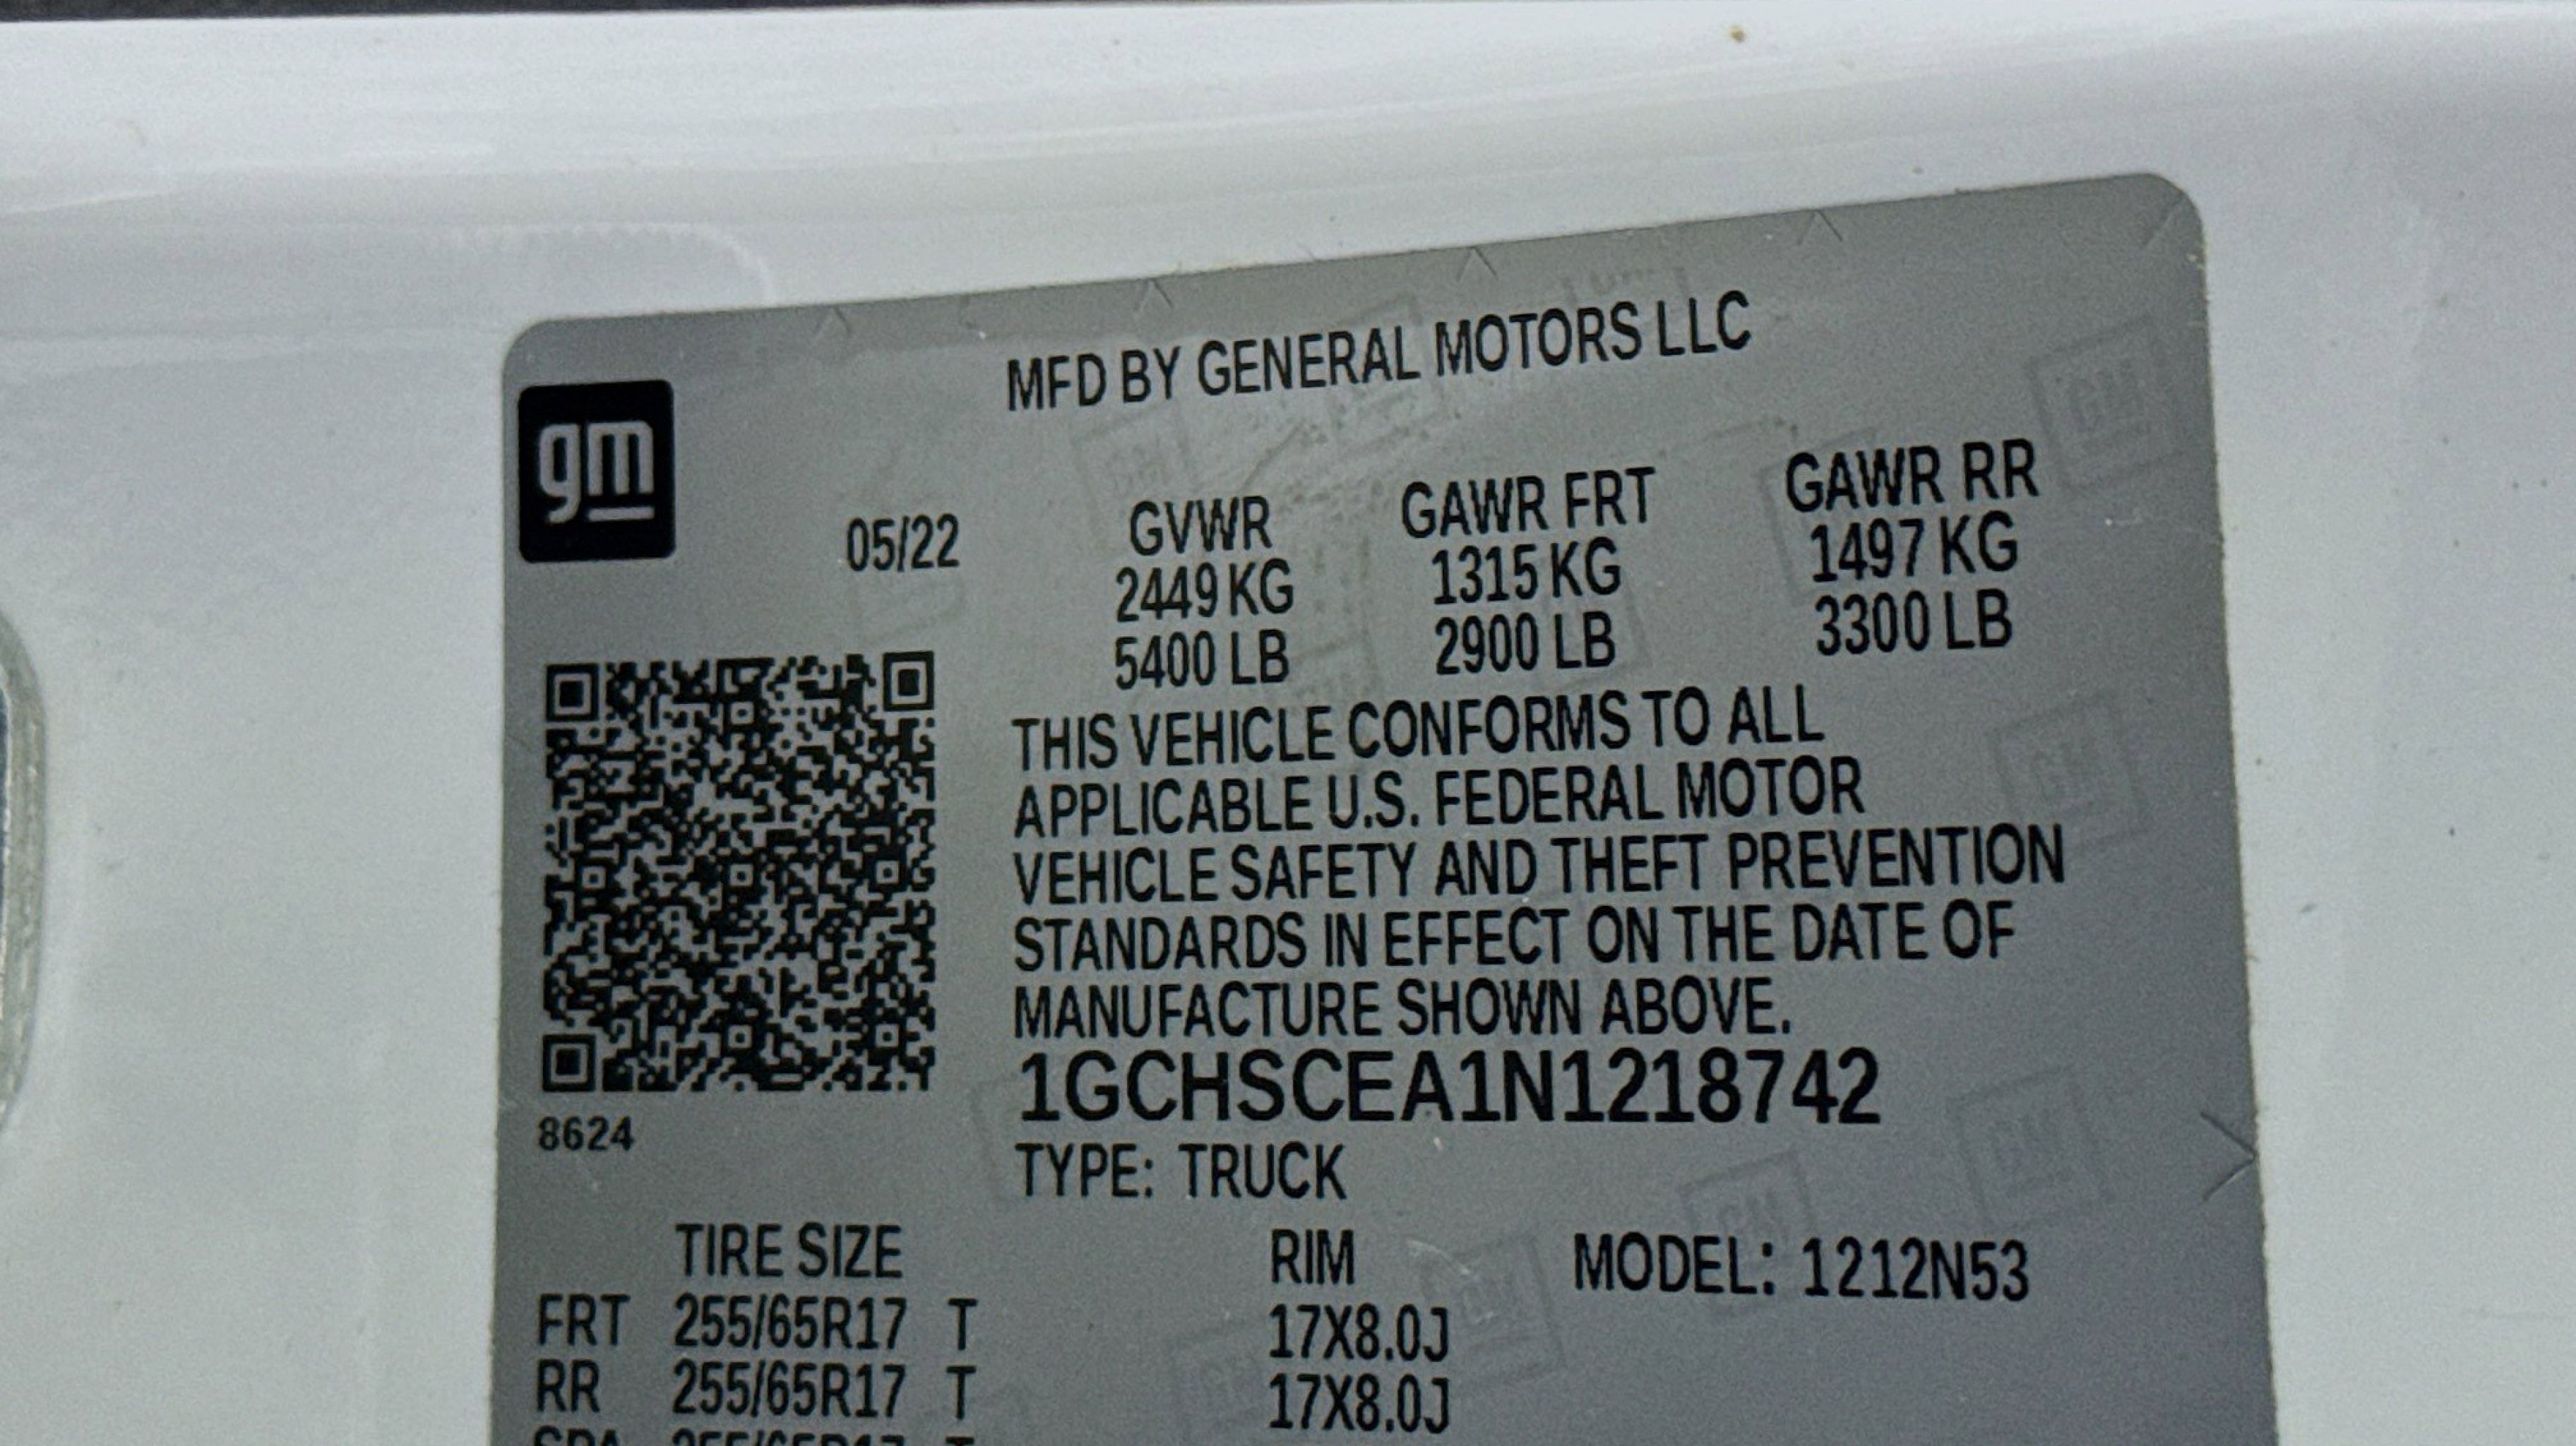 MFD BY GENERAL MOTORS LLC
gm
05/22 GVWR GAWR FRT GAWR RR
2449 KG 1315 KG 1497 KG
5400 LB 2900 LB 3300 LB
THIS VEHICLE CONFORMS TO ALL
APPLICABLE U.S. FEDERAL MOTOR
VEHICLE SAFETY AND THEFT PREVENTION
STANDARDS IN EFFECT ON THE DATE OF
MANUFACTURE SHOWN ABOVE.
1GCHSCEA1N1218742
8624
TYPE: TRUCK
TIRE SIZE RIM MODEL: 1212N53
FRT 255/65R17 T 17X8.0J
RR 255/65R17 T 17X8.0J